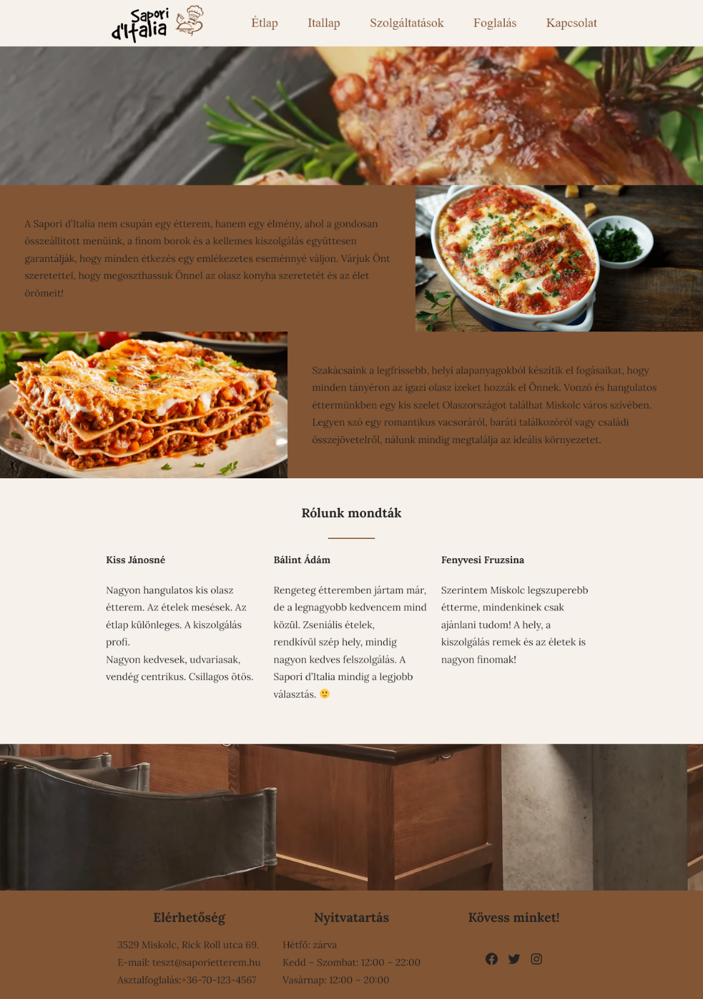 Sapori
d'Italia
Étlap Itallap Szolgáltatások Foglalás Kapcsolat
A Sapori d’Italia nem csupán egy étterem, hanem egy élmény, ahol a gondosan
összeállított menüink, a finom borok és a kellemes kiszolgálás együttesen
garantálják, hogy minden étkezés egy emlékezetes eseménnyé váljon. Várjuk Önt
szeretettel, hogy megoszthassuk Önnel az olasz konyha szeretetét és az élet
örömeit!
Szakácsaink a legfrissebb, helyi alapanyagokból készítik el fogásaikat, hogy
minden tányéron az igazi olasz ízeket hozzák el Önnek. Vonzó és hangulatos
éttermünkben egy kis szelet Olaszországot találhat Miskolc város szívében.
Legyen szó egy romantikus vacsoráról, baráti találkozóról vagy családi
összejövetelről, nálunk mindig megtalálja az ideális környezetet.
Rólunk mondták
Kiss Jánosné
Nagyon hangulatos kis olasz
étterem. Az ételek mesések. Az
étlap különleges. A kiszolgálás
profi.
Nagyon kedvesek, udvariasak,
vendég centrikus. Csillagos ötös.
Bálint Ádám
Rengeteg étteremben jártam már,
de a legnagyobb kedvencem mind
közül. Zseniális ételek,
rendkívül szép hely, mindig
nagyon kedves felszolgálás. A
Sapori d’Italia mindig a legjobb
választás. 🙂
Fenyvesi Fruzsina
Szerintem Miskolc legszuperebb
étterme, mindenkinek csak
ajánlani tudom! A hely, a
kiszolgálás remek és az életek is
nagyon finomak!
Elérhetőség
3529 Miskolc, Rick Roll utca 69.
E-mail: teszt@saporietterem.hu
Asztalfoglalás:+36-70-123-4567
Nyitvatartás
Hétfő: zárva
Kedd – Szombat: 12:00 – 22:00
Vasárnap: 12:00 – 20:00
Kövess minket!